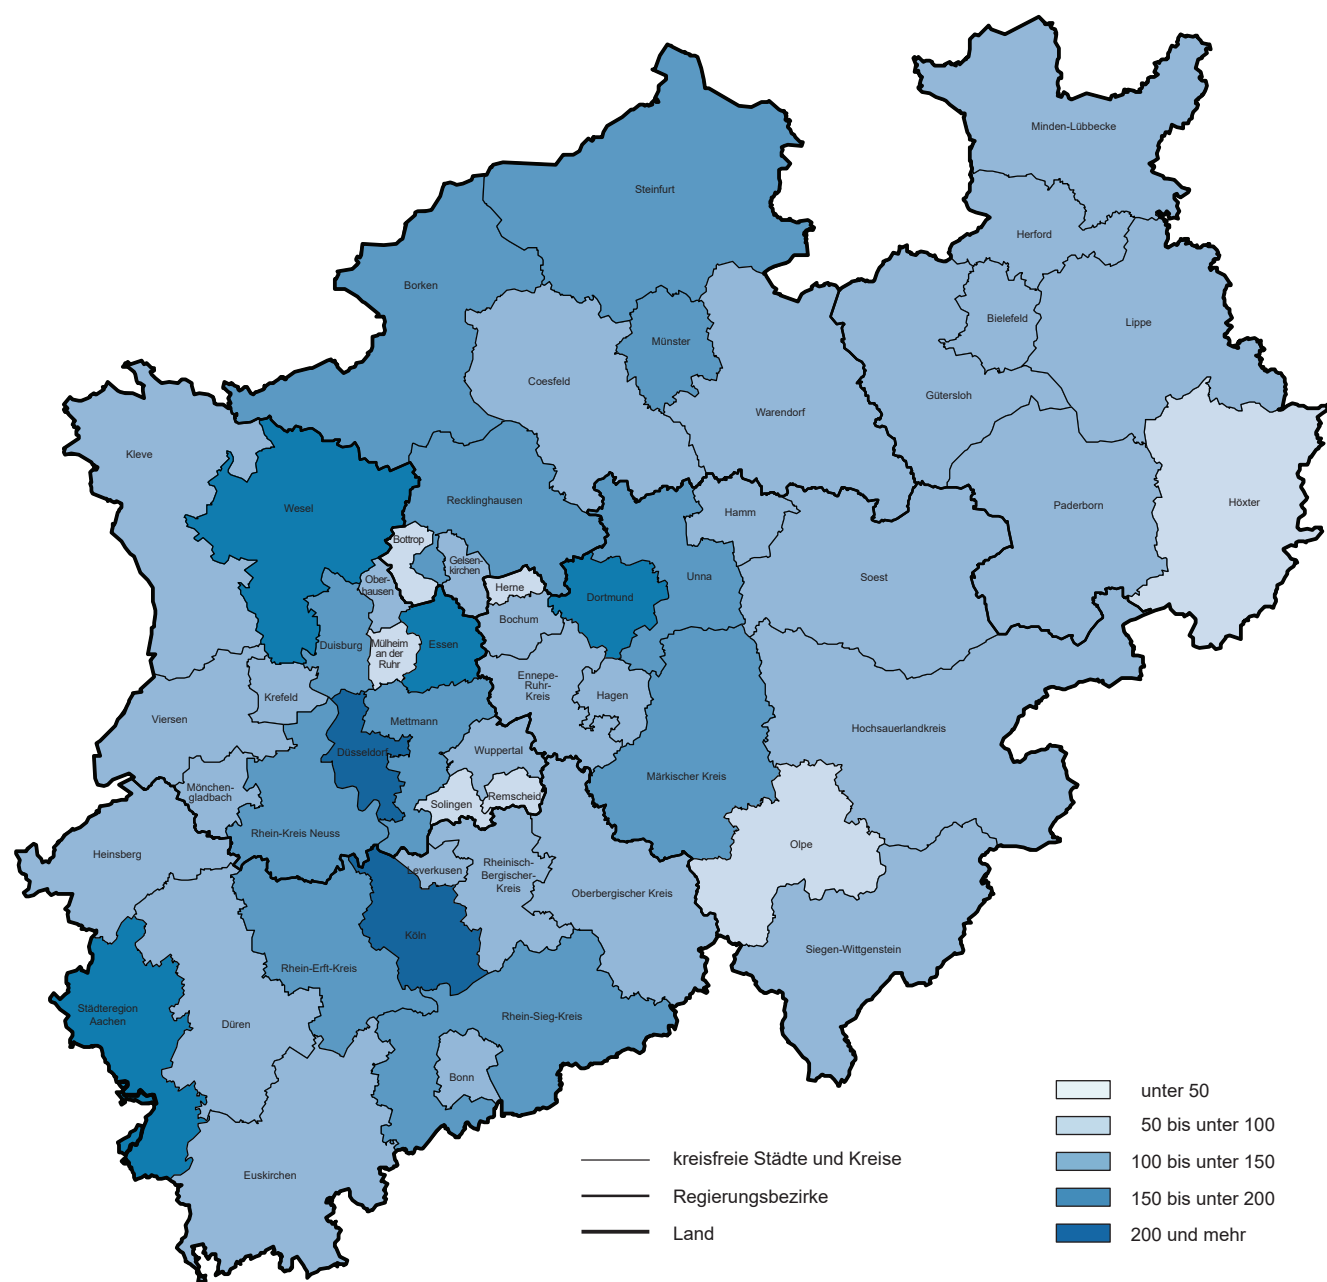 Minden-Lübbecke
Steinfurt
Herford
Borken
Bielefeld
Lippe
Münster
Coesfeld
Gütersloh
Warendorf
Kleve
Recklinghausen
Höxter
Wesel
Hamm
Paderborn
Bottrop
Gelsen-
kirchen
Unna
Soest
Ober-
hausen
Herne
Dortmund
Bochum
Duisburg
Mülheim
an der
Ruhr
Essen
Ennepe-
Ruhr-
Kreis
Hagen
Krefeld
Viersen
Mettmann
Hochsauerlandkreis
Düsseldorf
Wuppertal
Märkischer Kreis
Mönchen-
gladbach
Solingen
Remscheid
Rhein-Kreis Neuss
Olpe
Heinsberg
Leverkusen
Rheinisch-
Bergischer-
Kreis
Oberbergischer Kreis
Köln
Siegen-Wittgenstein
Rhein-Erft-Kreis
Städteregion
Aachen
Düren
Rhein-Sieg-Kreis
Bonn
Euskirchen
kreisfreie Städte und Kreise
Regierungsbezirke
Land
unter 50
50 bis unter 100
100 bis unter 150
150 bis unter 200
200 und mehr